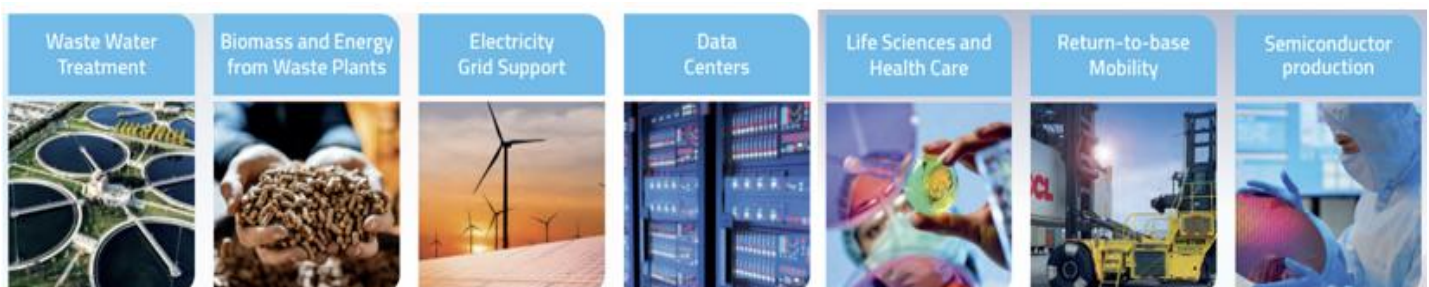 Waste Water
Treatment
Biomass and Energy
from Waste Plants
Electricity
Grid Support
Data
Centers
Life Sciences and
Health Care
Return-to-base
Mobility
Semiconductor
production